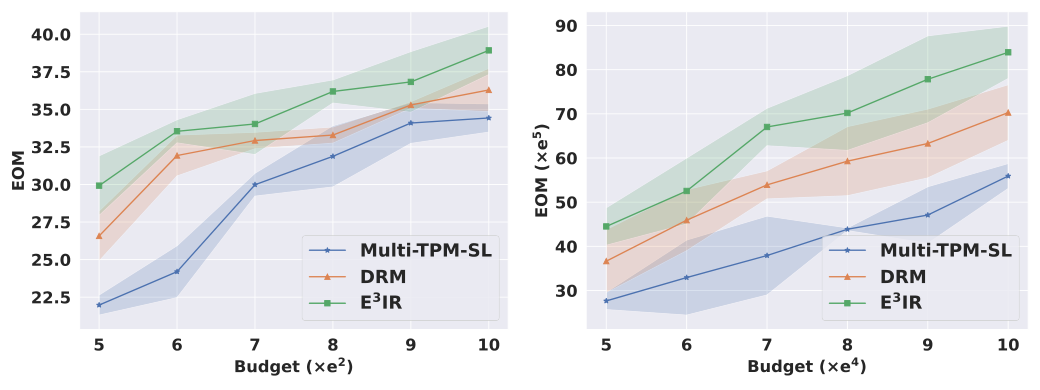 40.0
37.5
35.0
32.5
30.0
27.5
25.0
22.5
EOM
5 6 7 8 9 10
Budget (×e²)
Multi-TPM-SL
DRM
E³IR
90
80
70
60
50
40
30
EOM (×e⁵)
5 6 7 8 9 10
Budget (×e⁴)
Multi-TPM-SL
DRM
E³IR